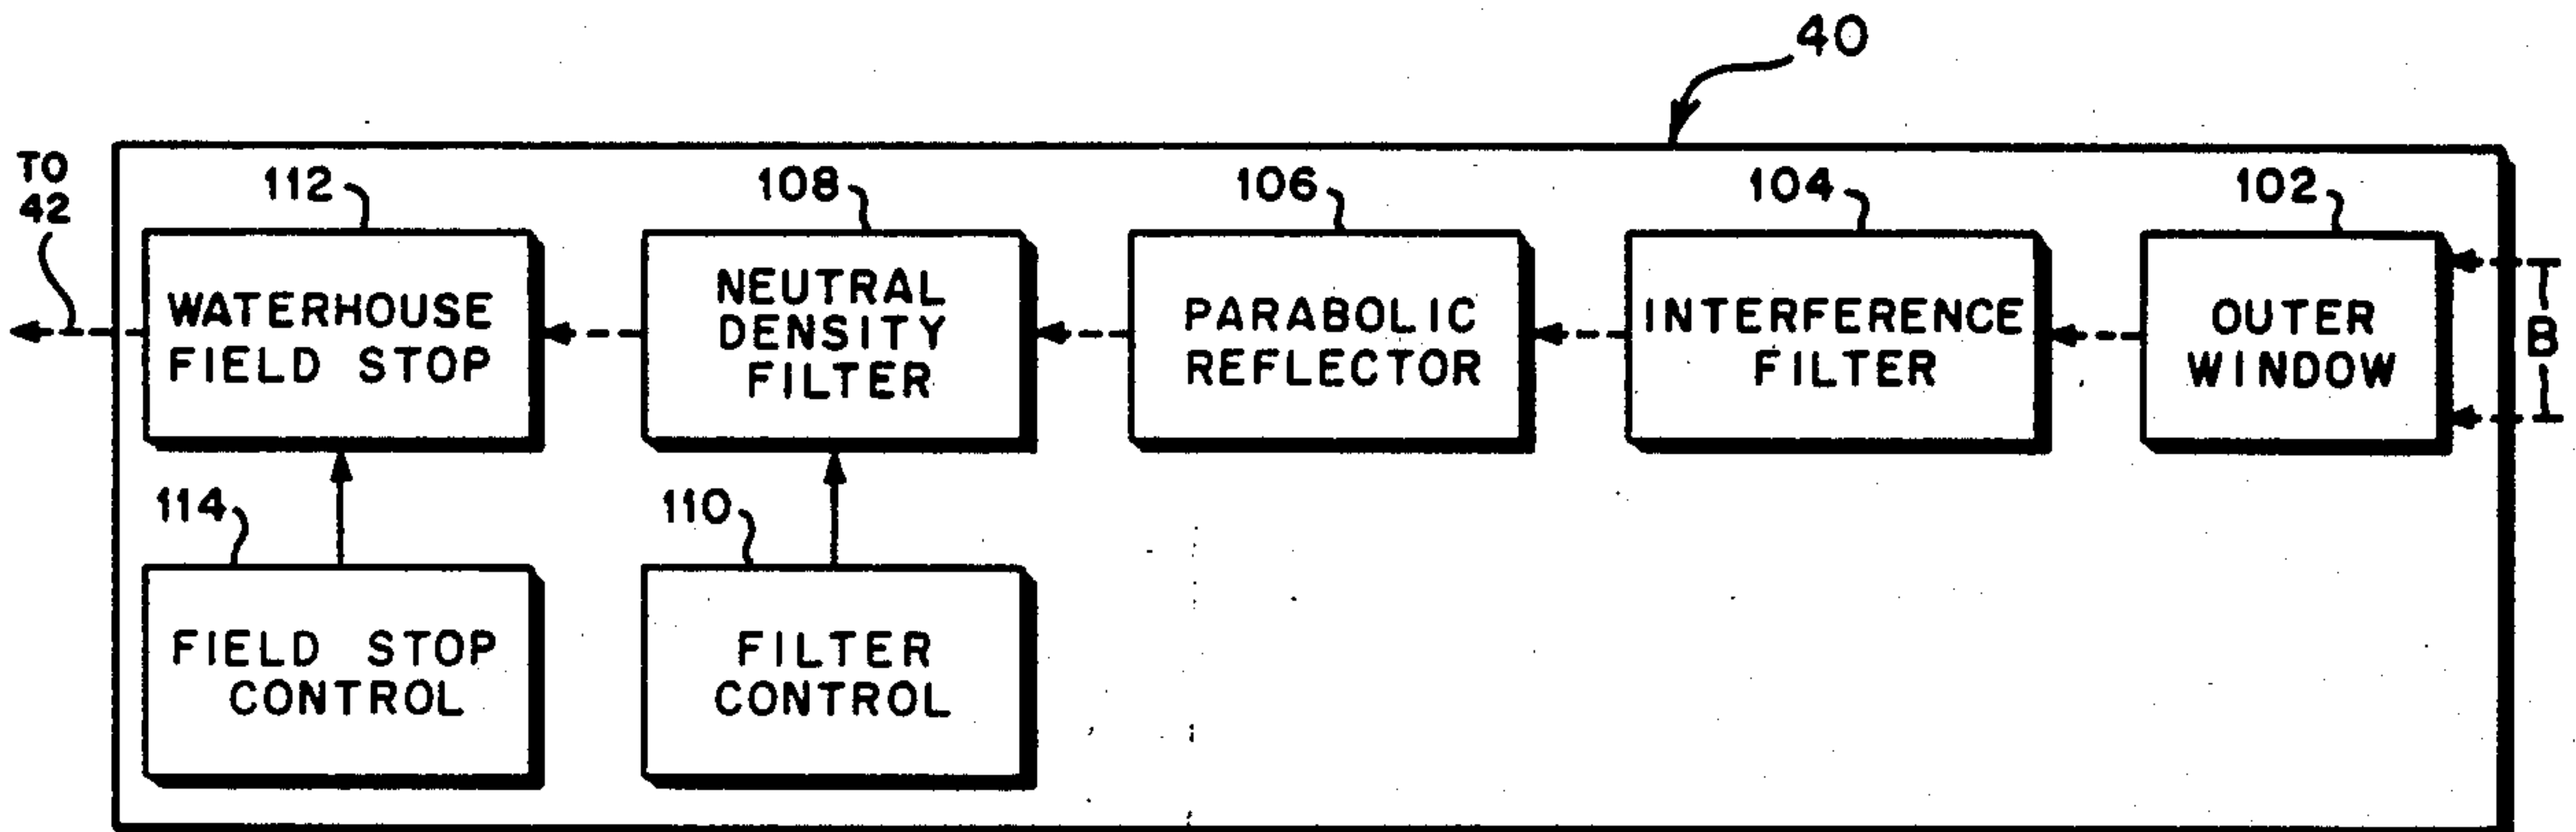 40
TO
42
112
108
106
104
102
WATERHOUSE
FIELD STOP
NEUTRAL
DENSITY
FILTER
PARABOLIC
REFLECTOR
INTERFERENCE
FILTER
OUTER
WINDOW
B
114
110
FIELD STOP
CONTROL
FILTER
CONTROL